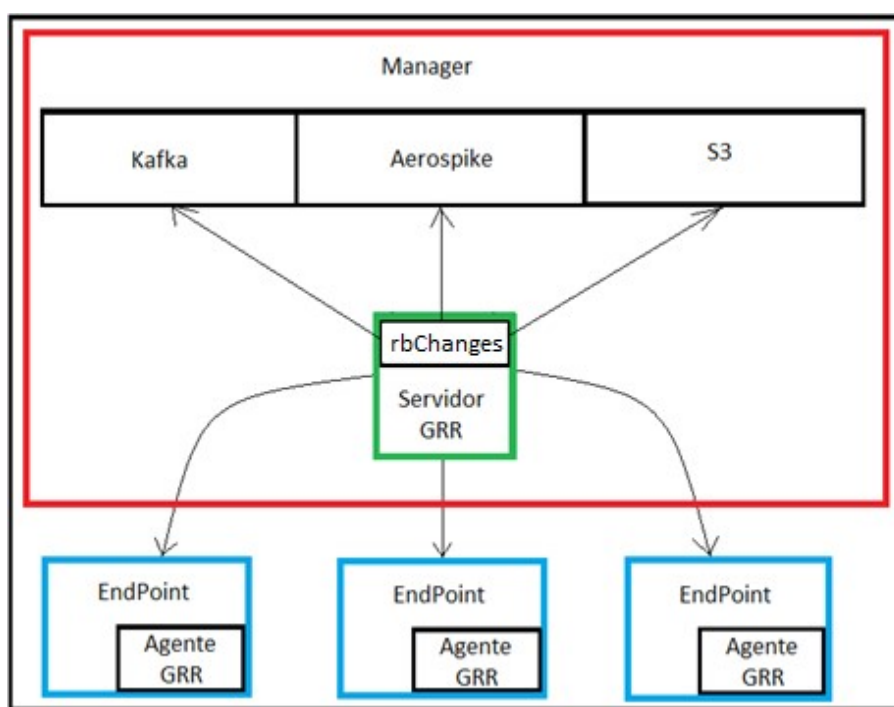 Manager
Kafka
Aerospike
S3
rbChanges
Servidor
GRR
EndPoint
EndPoint
EndPoint
Agente
GRR
Agente
GRR
Agente
GRR